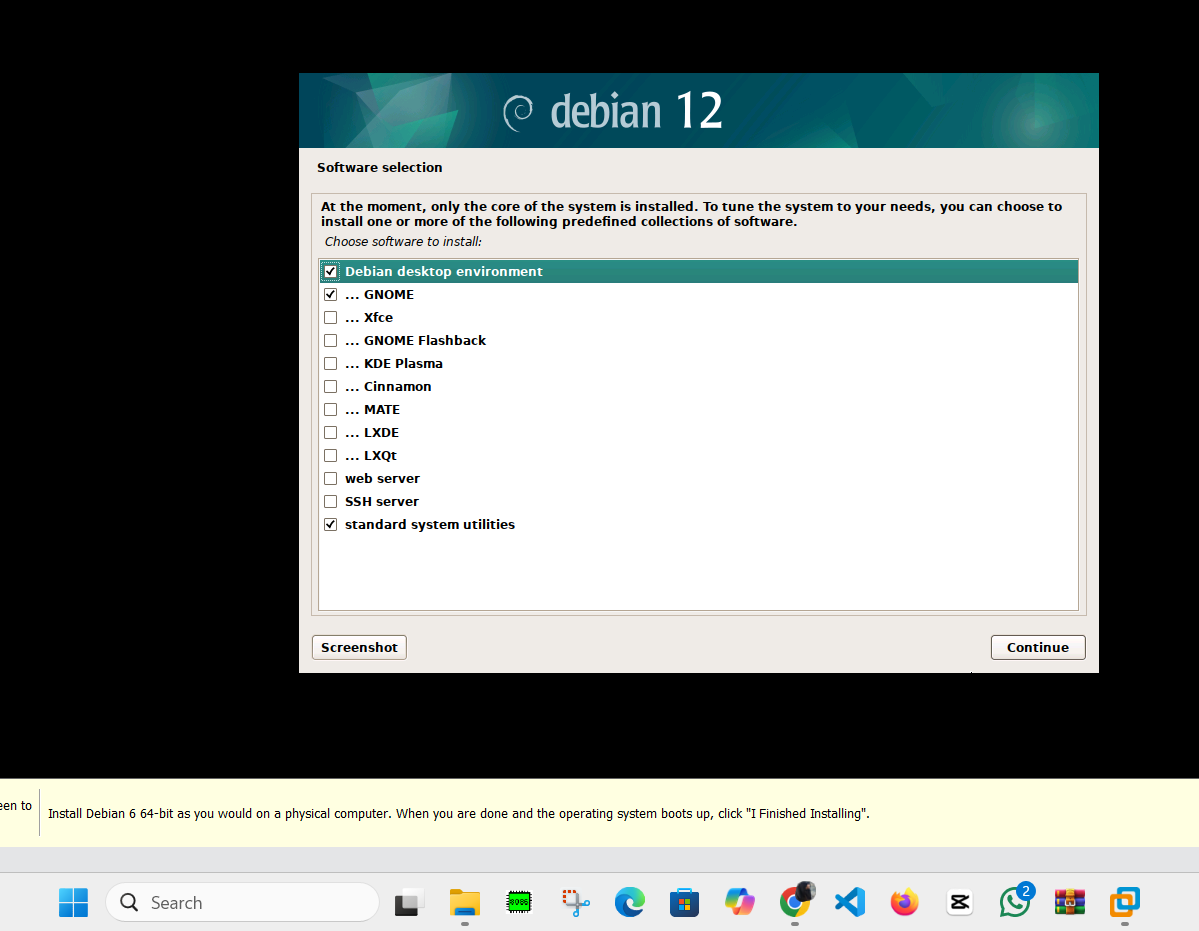 debian 12
Software selection
At the moment, only the core of the system is installed. To tune the system to your needs, you can choose to
install one or more of the following predefined collections of software.
Choose software to install:
Debian desktop environment
... GNOME
... Xfce
... GNOME Flashback
... KDE Plasma
... Cinnamon
... MATE
... LXDE
... LXQt
web server
SSH server
standard system utilities
Screenshot
Continue
to
Install Debian 6 64-bit as you would on a physical computer. When you are done and the operating system boots up, click "I Finished Installing".
Search
2